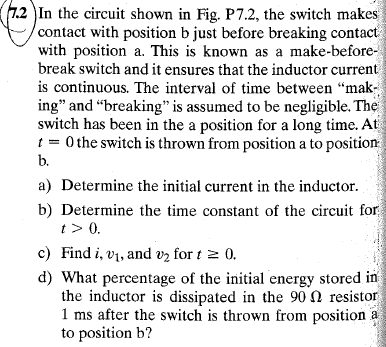 7.2 In the circuit shown in Fig. P7.2, the switch makes
contact with position b just before breaking contact
with position a. This is known as a make-before-
break switch and it ensures that the inductor current
is continuous. The interval of time between “mak-
ing” and “breaking” is assumed to be negligible. The
switch has been in the a position for a long time. At
t = 0 the switch is thrown from position a to position
b.
a) Determine the initial current in the inductor.
b) Determine the time constant of the circuit for
t > 0.
c) Find i, v₁, and v₂ for t ≥ 0.
d) What percentage of the initial energy stored in
the inductor is dissipated in the 90 Ω resistor
1 ms after the switch is thrown from position a
to position b?